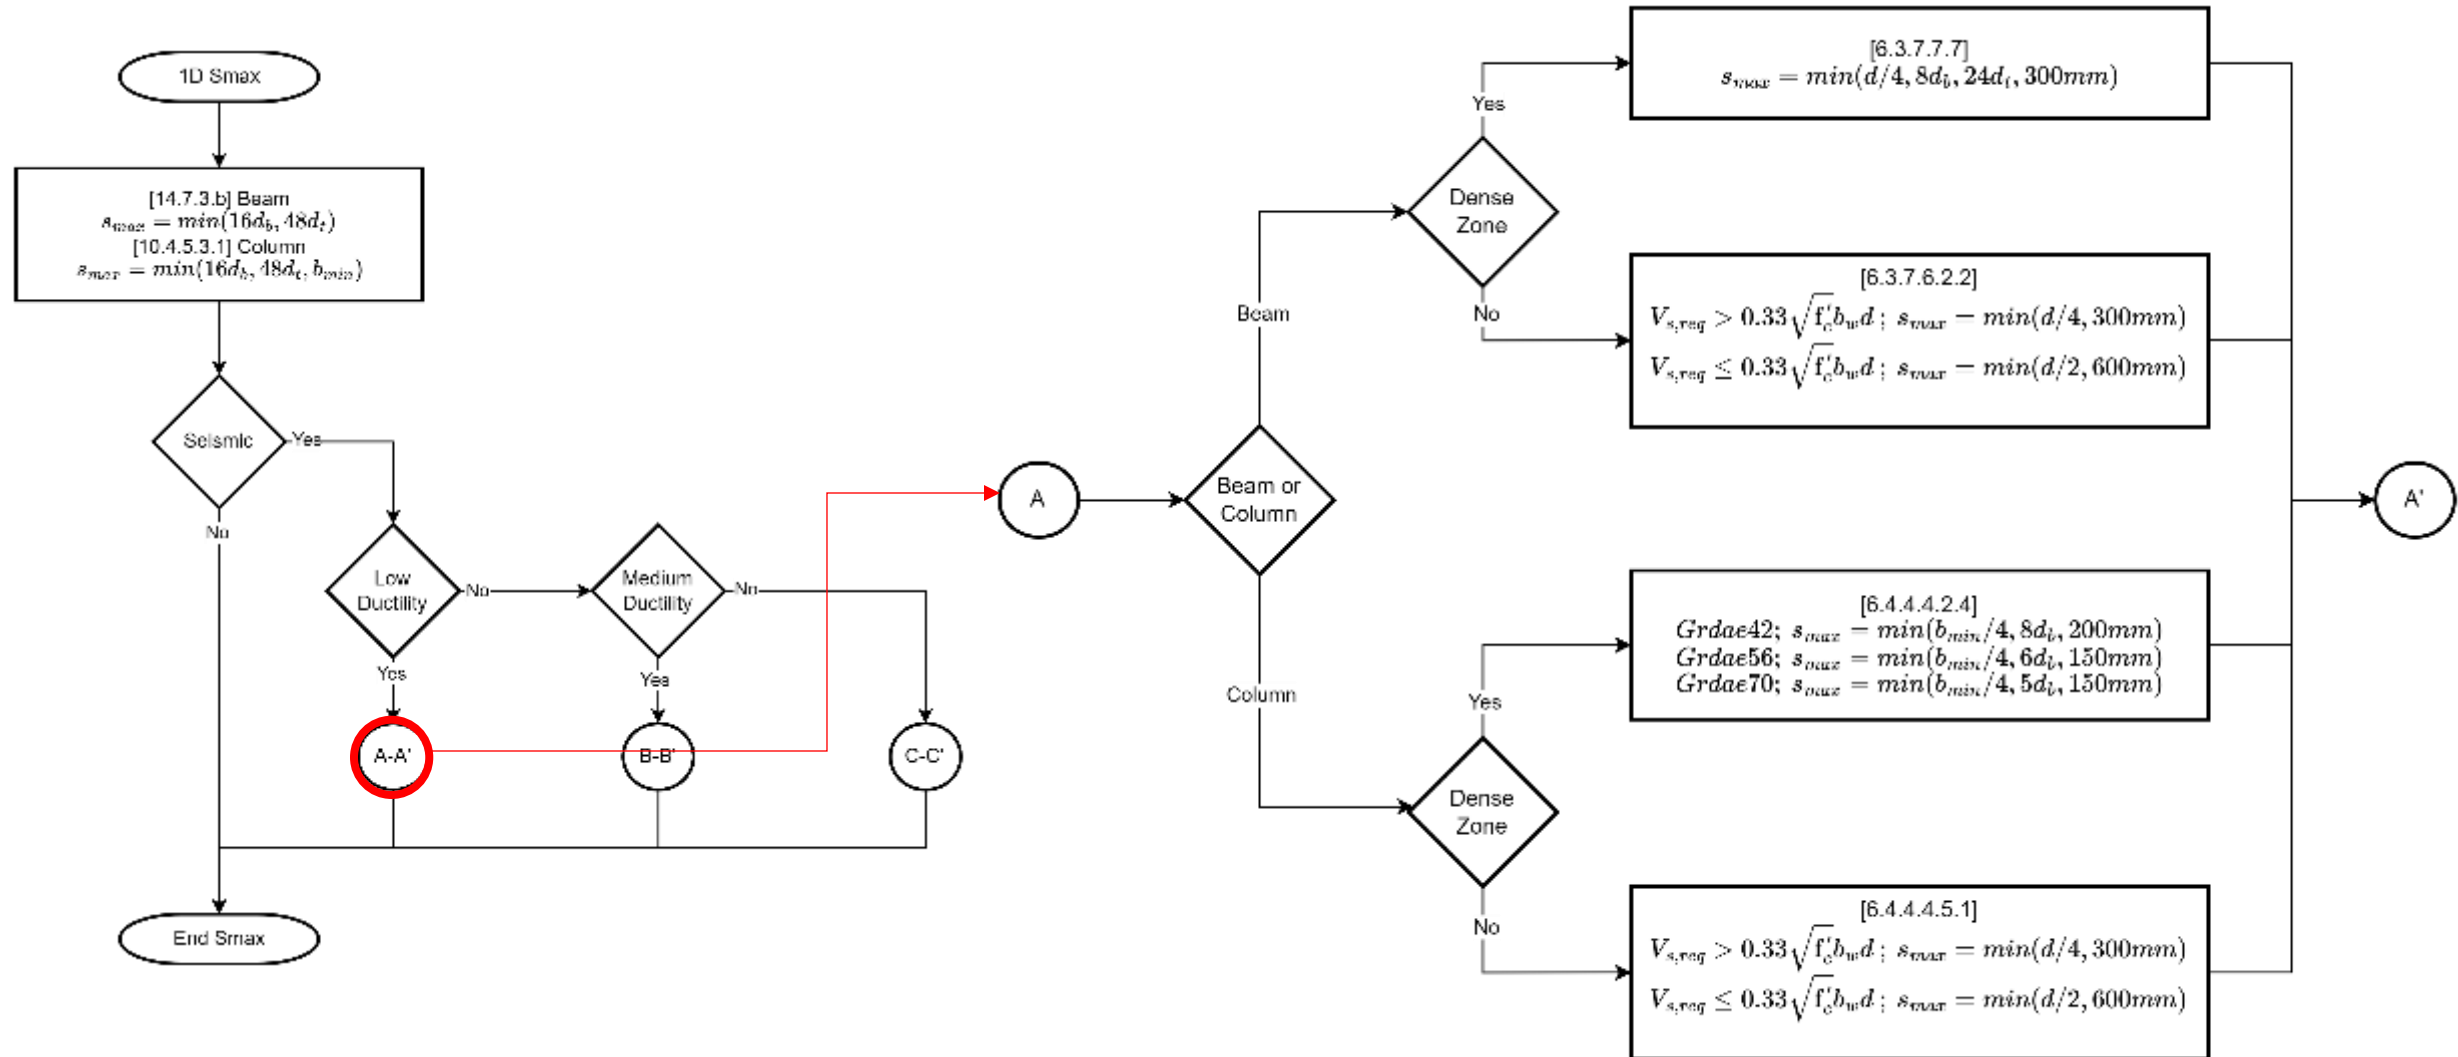 1D Smax
[14.7.3.b] Beam
s_max = min(16d_b, 48d_t)
[10.4.5.3.1] Column
s_max = min(16d_b, 48d_t, b_min)
Seismic
Yes
No
Low
Ductility
No
Yes
Medium
Ductility
No
Yes
A-A'
B-B'
C-C'
End Smax
A
Beam or
Column
Beam
Column
Dense
Zone
Yes
No
[6.3.7.7.7]
s_max = min(d/4, 8d_b, 24d_t, 300mm)
[6.3.7.6.2.2]
V_s,req > 0.33√f'_c b_w d ; s_max = min(d/4, 300mm)
V_s,req ≤ 0.33√f'_c b_w d ; s_max = min(d/2, 600mm)
Dense
Zone
Yes
No
[6.4.4.4.2.4]
Grdae42; s_max = min(b_min/4, 8d_b, 200mm)
Grdae56; s_max = min(b_min/4, 6d_b, 150mm)
Grdae70; s_max = min(b_min/4, 5d_b, 150mm)
[6.4.4.4.5.1]
V_s,req > 0.33√f'_c b_w d ; s_max = min(d/4, 300mm)
V_s,req ≤ 0.33√f'_c b_w d ; s_max = min(d/2, 600mm)
A'